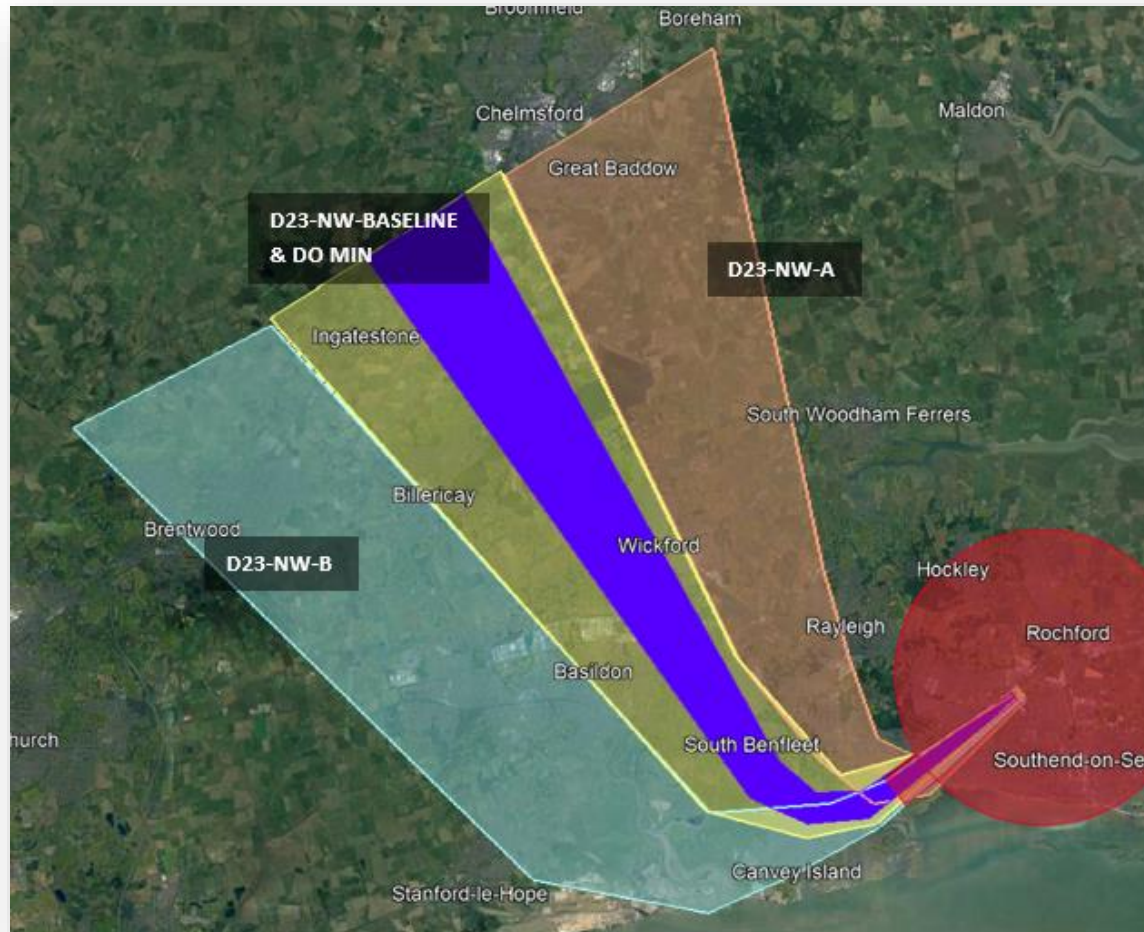 Broomfield
Boreham
Chelmsford
Maldon
Great Baddow
D23-NW-BASELINE
& DO MIN
D23-NW-A
Ingatestone
South Woodham Ferrers
Billericay
Brentwood
Wickford
D23-NW-B
Hockley
Rayleigh
Rochford
Basildon
hurch
South Benfleet
Southend-on-Se
Canvey Island
Stanford-le-Hope